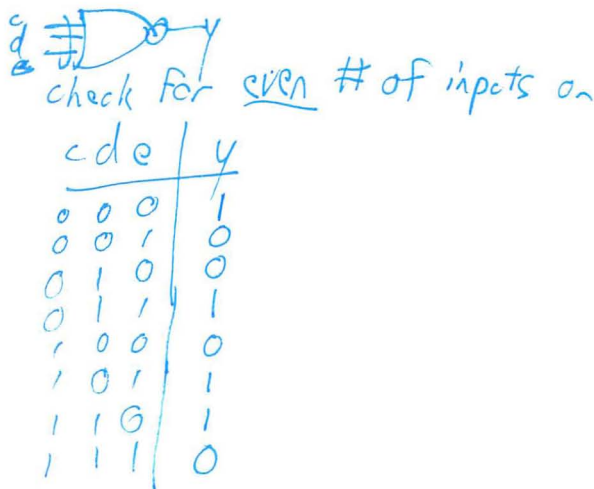 c
d
e
y
check for even # of inputs on
c d e | y
0 0 0 | 1
0 0 1 | 0
0 1 0 | 0
0 1 1 | 1
1 0 0 | 0
1 0 1 | 1
1 1 0 | 1
1 1 1 | 0